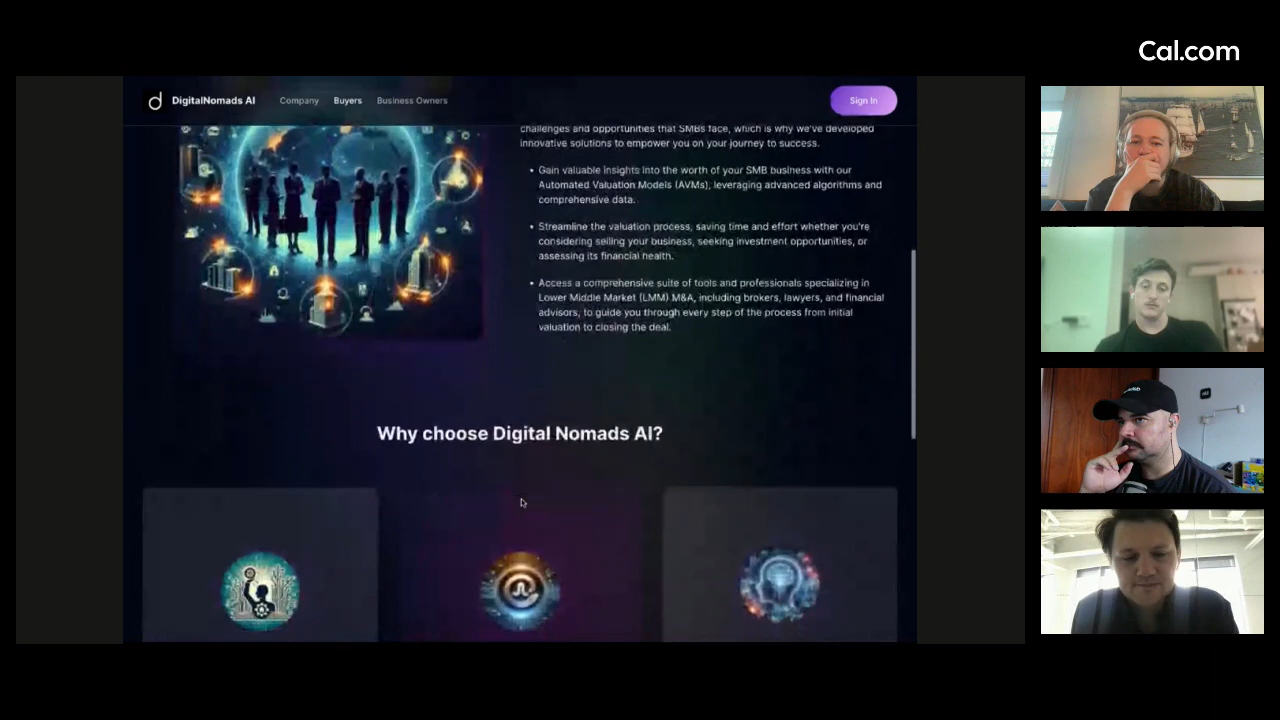 Cal.com
DigitalNomads AI
Company
Buyers
Business Owners
Sign In
challenges and opportunities that SMBs face, which is why we've developed
innovative solutions to empower you on your journey to success.
• Gain valuable insights into the worth of your SMB business with our
Automated Valuation Models (AVMs), leveraging advanced algorithms and
comprehensive data.
• Streamline the valuation process, saving time and effort whether you're
considering selling your business, seeking investment opportunities, or
assessing its financial health.
• Access a comprehensive suite of tools and professionals specializing in
Lower Middle Market (LMM) M&A, including brokers, lawyers, and financial
advisors, to guide you through every step of the process from initial
valuation to closing the deal.
Why choose Digital Nomads AI?